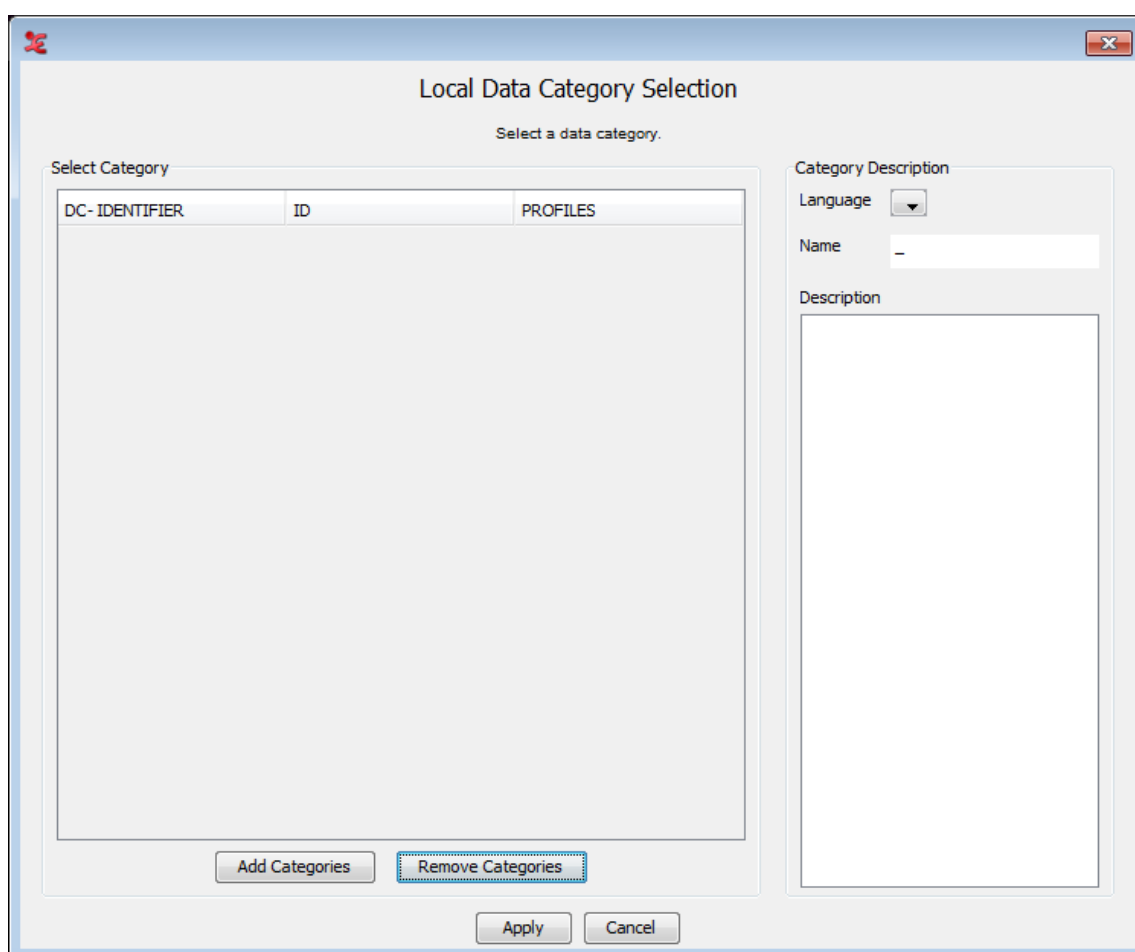 Local Data Category Selection
Select a data category.
Select Category
DC- IDENTIFIER ID PROFILES
Add Categories Remove Categories
Category Description
Language
Name _
Description
Apply Cancel